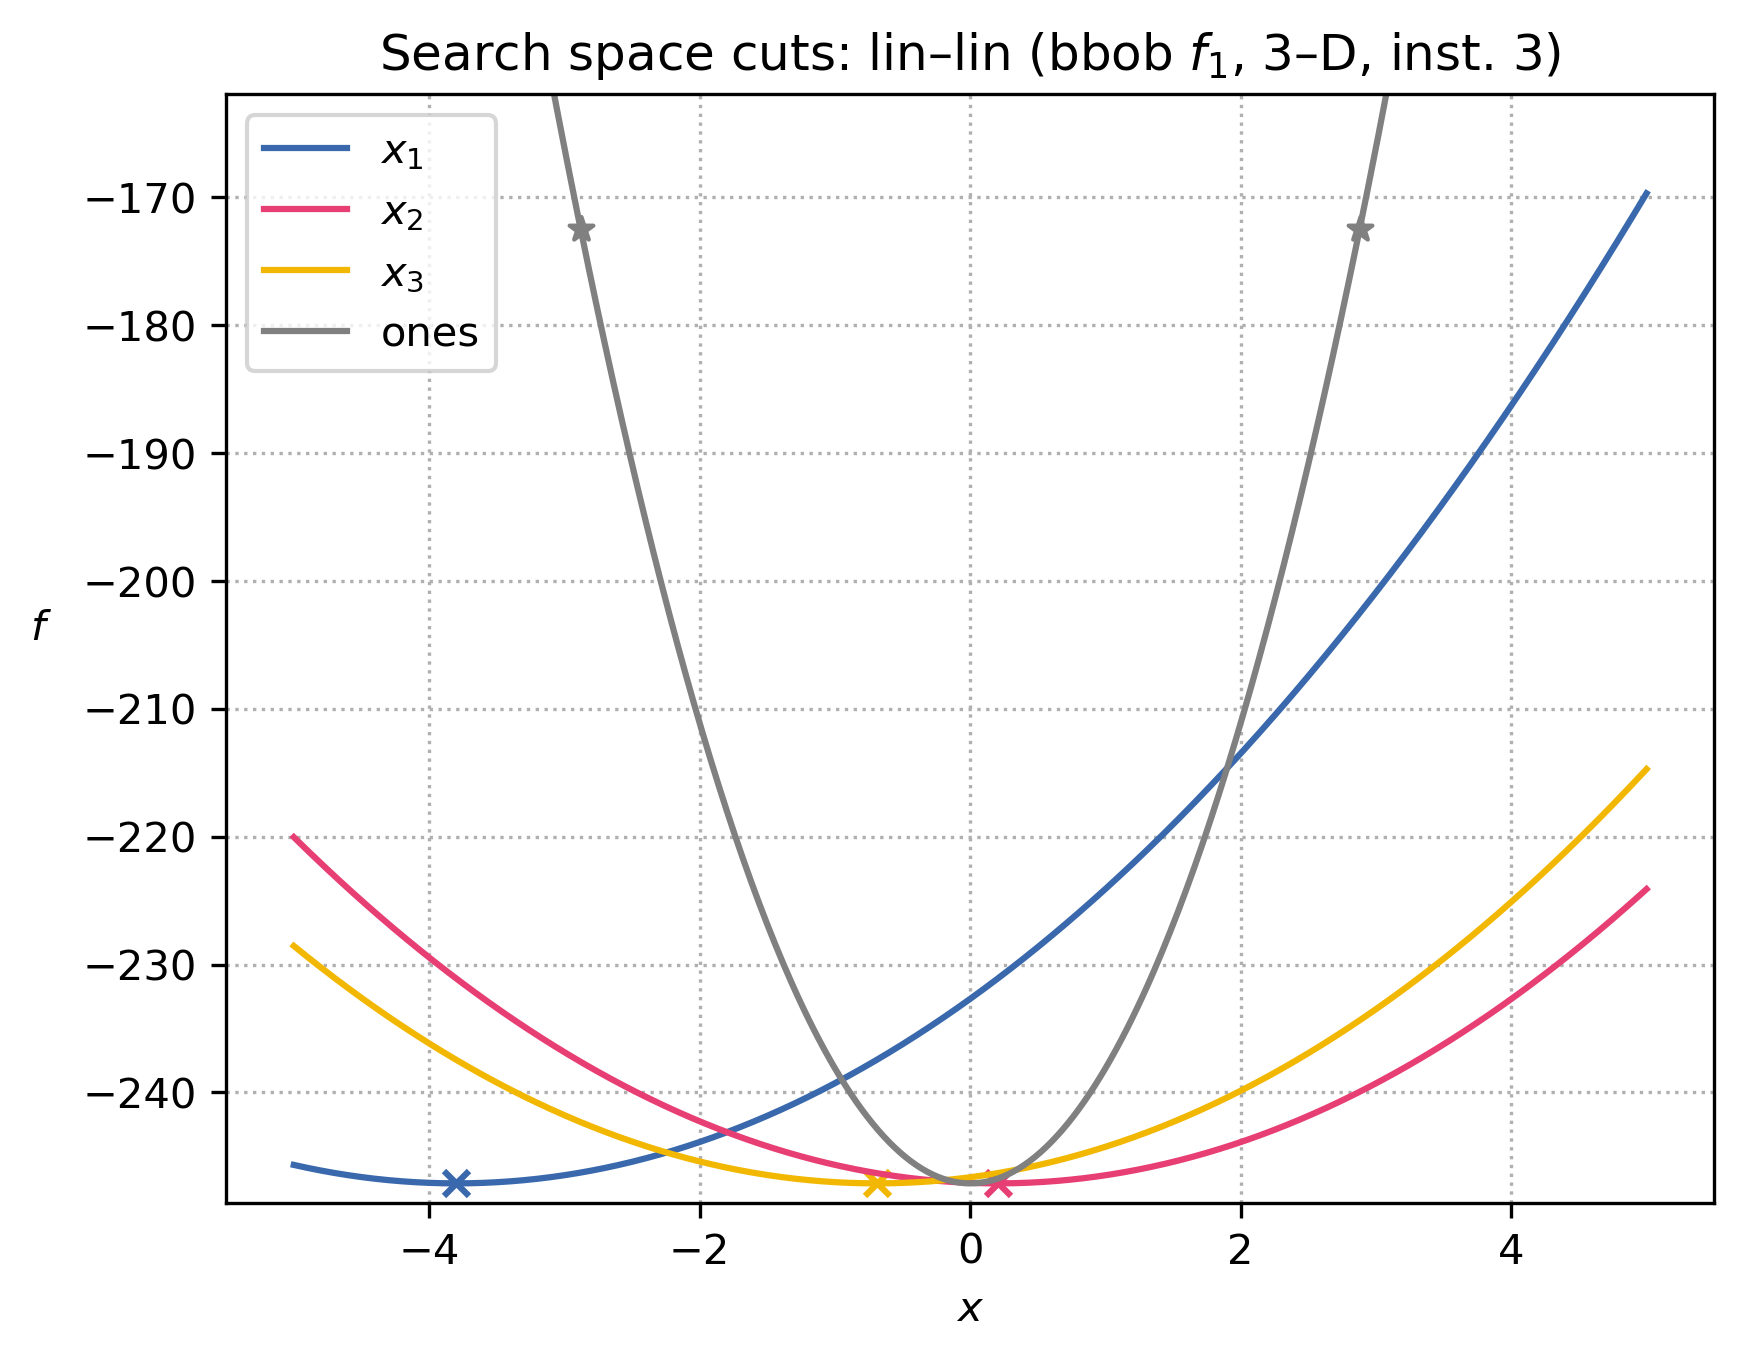 Search space cuts: lin–lin (bbob f₁, 3–D, inst. 3)
x₁
x₂
x₃
ones
−170
−180
−190
−200
−210
−220
−230
−240
f
−4 −2 0 2 4
x